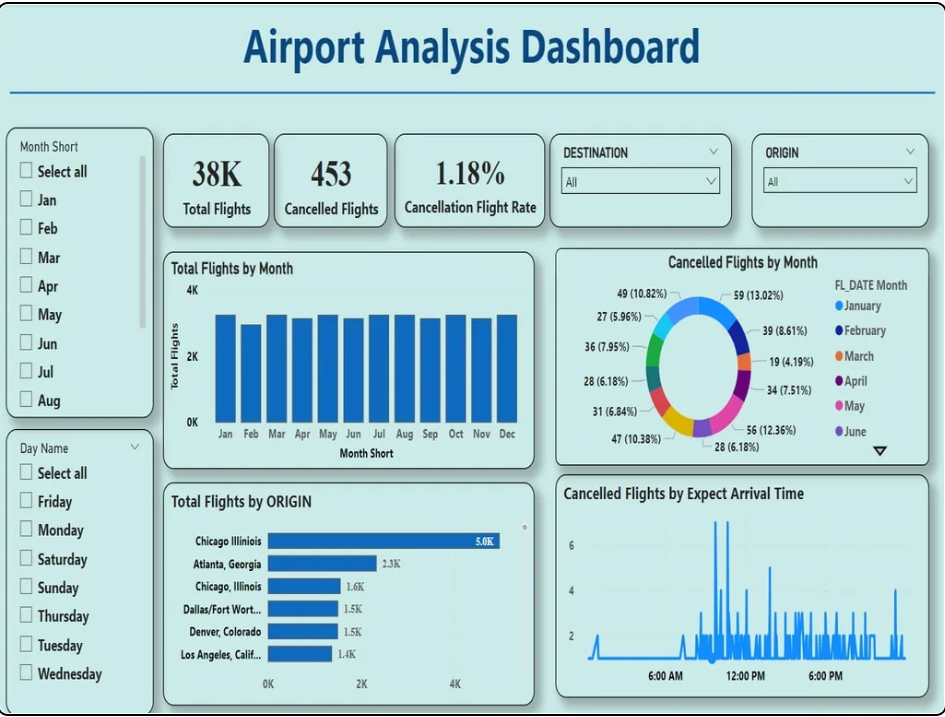 Airport Analysis Dashboard
Month Short
Select all
Jan
Feb
Mar
Apr
May
Jun
Jul
Aug
Day Name
Select all
Friday
Monday
Saturday
Sunday
Thursday
Tuesday
Wednesday
38K
Total Flights
453
Cancelled Flights
1.18%
Cancellation Flight Rate
DESTINATION
All
ORIGIN
All
Total Flights by Month
Total Flights
4K
2K
0K
Jan Feb Mar Apr May Jun Jul Aug Sep Oct Nov Dec
Month Short
Cancelled Flights by Month
59 (13.02%)
39 (8.61%)
19 (4.19%)
34 (7.51%)
56 (12.36%)
28 (6.18%)
47 (10.38%)
31 (6.84%)
28 (6.18%)
36 (7.95%)
27 (5.96%)
49 (10.82%)
FL_DATE Month
January
February
March
April
May
June
Total Flights by ORIGIN
Chicago Illiniois 5.0K
Atlanta, Georgia 2.3K
Chicago, Illinois 1.6K
Dallas/Fort Wort... 1.5K
Denver, Colorado 1.5K
Los Angeles, Calif... 1.4K
0K 2K 4K
Cancelled Flights by Expect Arrival Time
6
4
2
6:00 AM 12:00 PM 6:00 PM